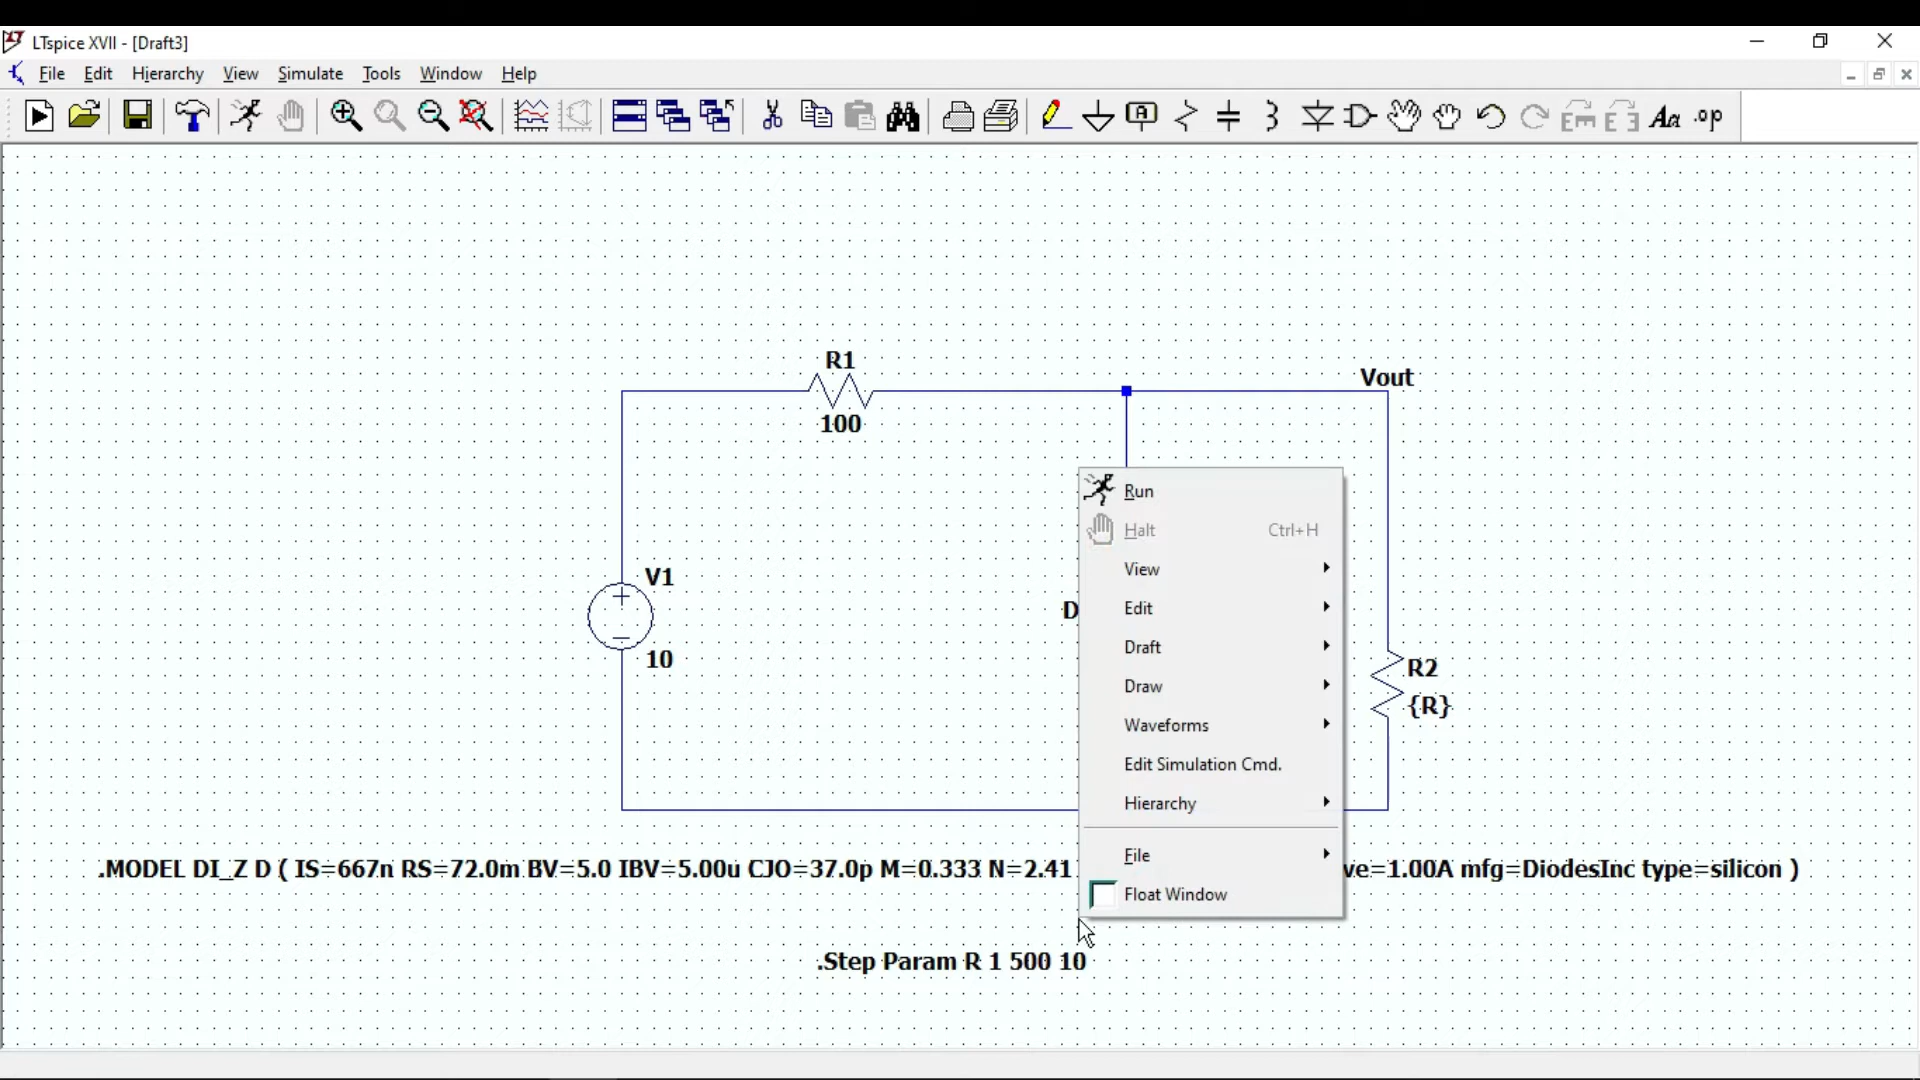 LTspice XVII - [Draft3]
File Edit Hierarchy View Simulate Tools Window Help
A Aa .op
R1
100
Vout
V1
10
D
R2
{R}
Run
Halt Ctrl+H
View
Edit
Draft
Draw
Waveforms
Edit Simulation Cmd.
Hierarchy
File
Float Window
.MODEL DI_Z D ( IS=667n RS=72.0m BV=5.0 IBV=5.00u CJO=37.0p M=0.333 N=2.41 ve=1.00A mfg=DiodesInc type=silicon )
.Step Param R 1 500 10